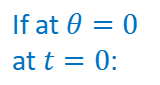 If at θ = 0
at t = 0: